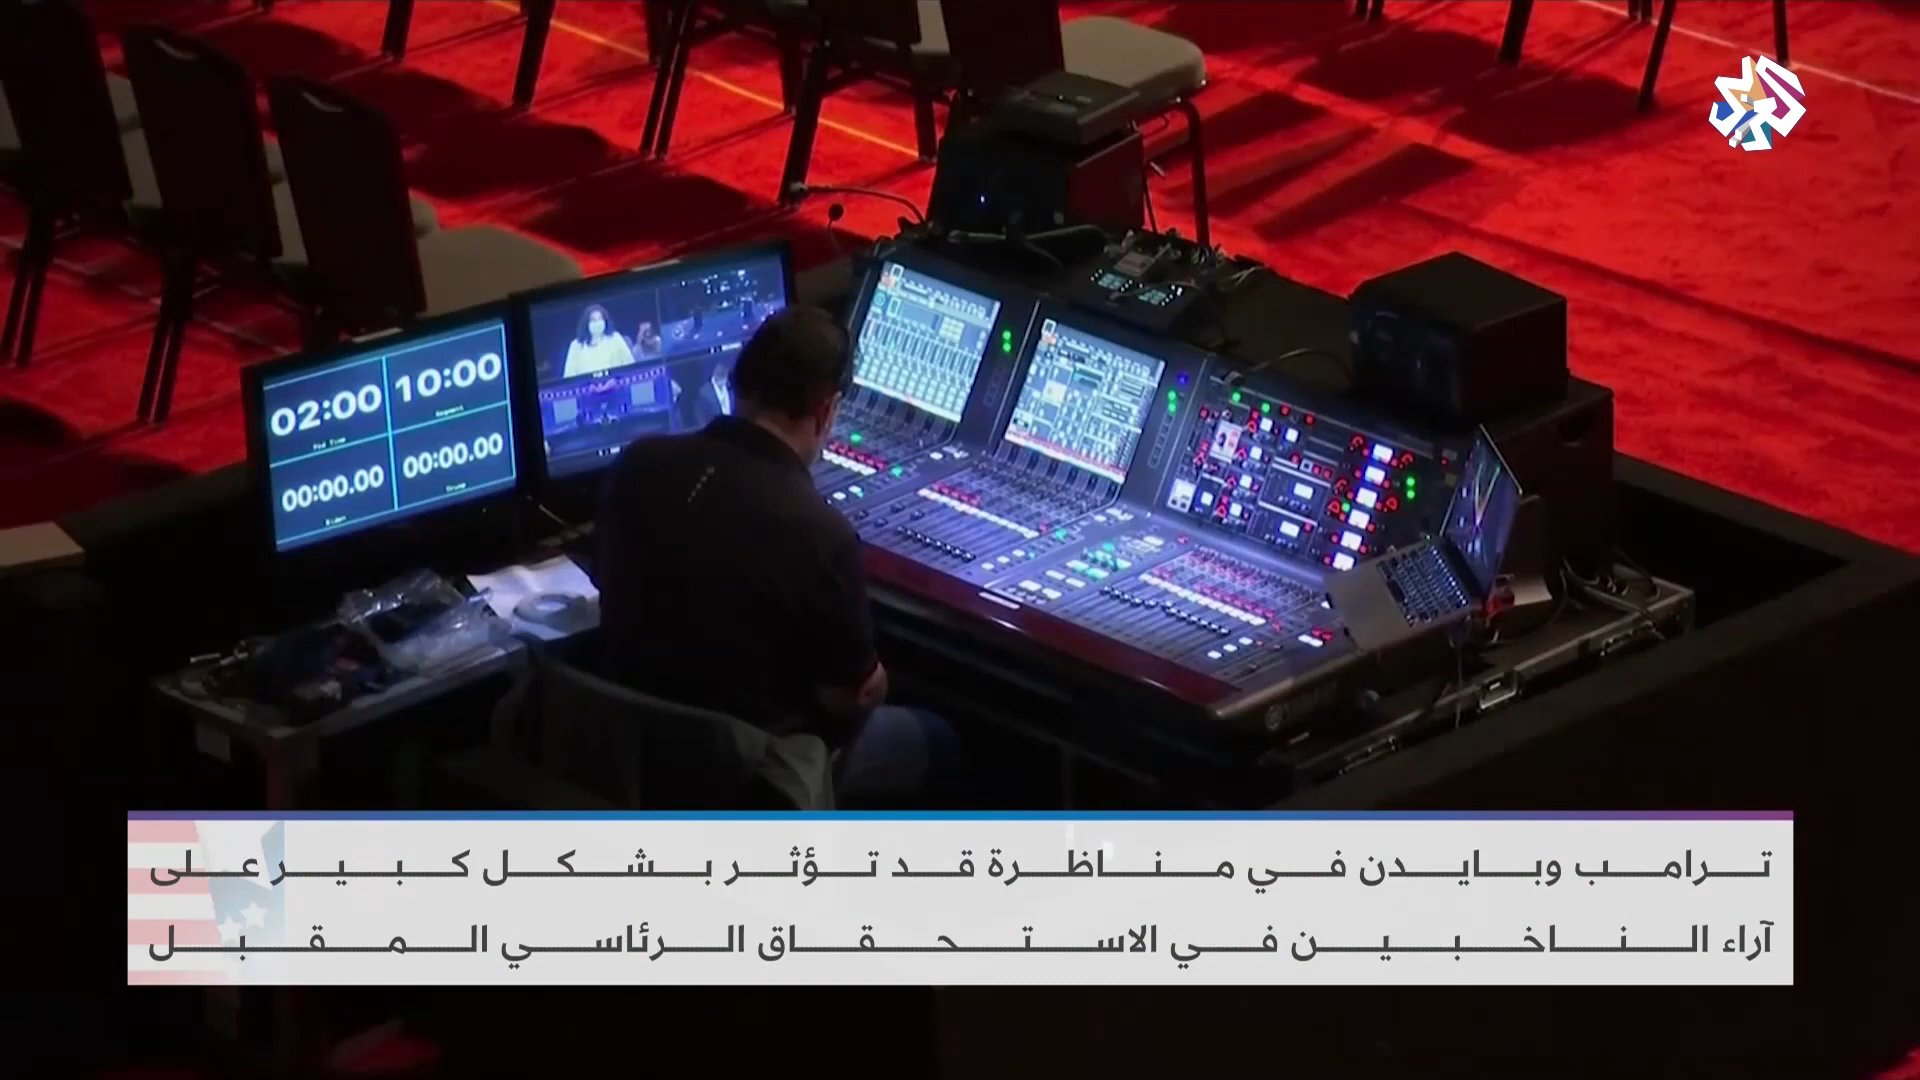 02:00 10:00
00:00.00 00:00.00
ترامب وبايدن في مناظرة قد تؤثر بشكل كبير على
آراء الناخبين في الاستحقاق الرئاسي المقبل